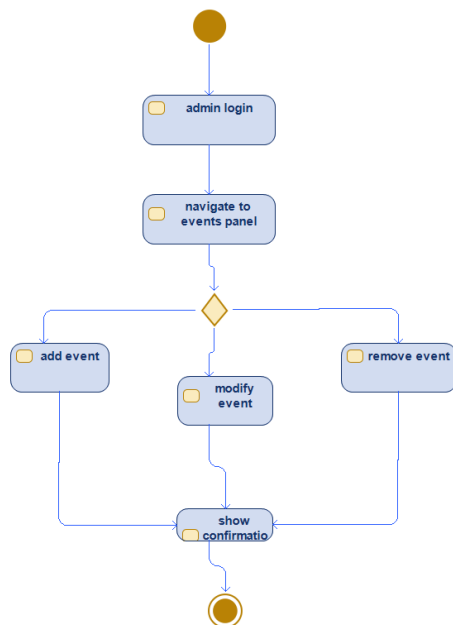 admin login
navigate to
events panel
add event
modify
event
remove event
show
confirmatio